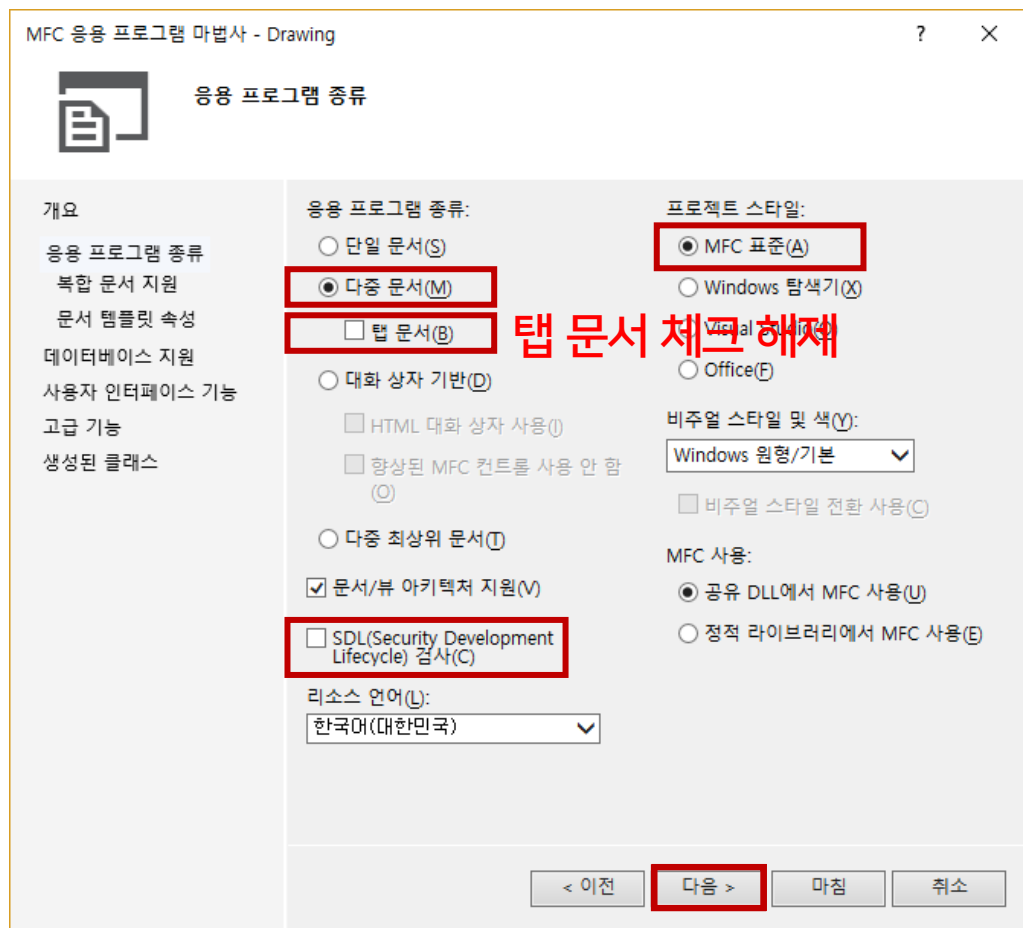 MFC 응용 프로그램 마법사 - Drawing
응용 프로그램 종류
개요
응용 프로그램 종류
복합 문서 지원
문서 템플릿 속성
데이터베이스 지원
사용자 인터페이스 기능
고급 기능
생성된 클래스
응용 프로그램 종류:
단일 문서(S)
다중 문서(M)
탭 문서(B)
탭 문서 체크 해제
대화 상자 기반(D)
HTML 대화 상자 사용(I)
향상된 MFC 컨트롤 사용 안 함
(O)
다중 최상위 문서(T)
문서/뷰 아키텍처 지원(V)
SDL(Security Development
Lifecycle) 검사(C)
리소스 언어(L):
한국어(대한민국)
프로젝트 스타일:
MFC 표준(A)
Windows 탐색기(X)
Visual Studio
Office(F)
비주얼 스타일 및 색(Y):
Windows 원형/기본
비주얼 스타일 전환 사용(C)
MFC 사용:
공유 DLL에서 MFC 사용(U)
정적 라이브러리에서 MFC 사용(E)
< 이전
다음 >
마침
취소